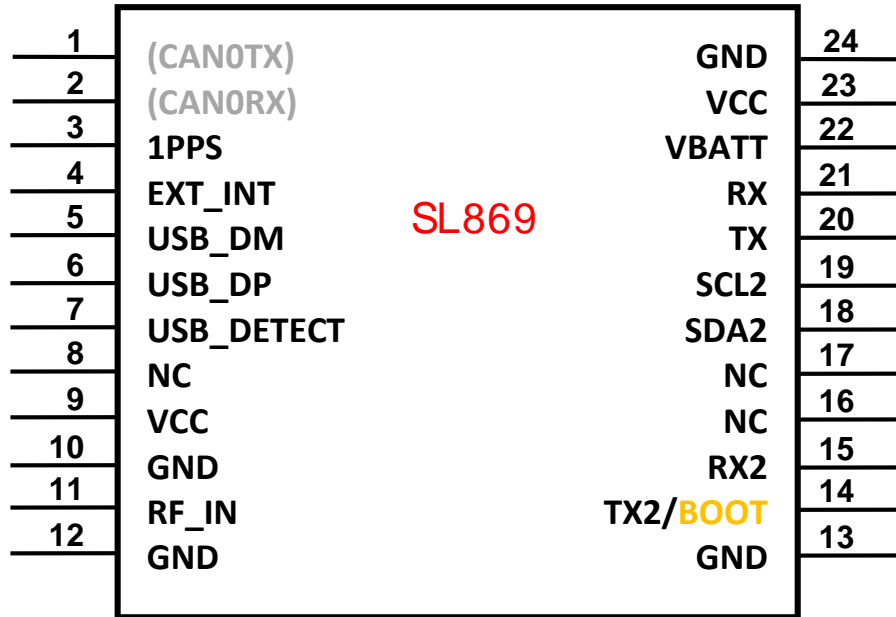 1 (CAN0TX) GND 24
2 (CAN0RX) VCC 23
3 1PPS VBATT 22
4 EXT_INT RX 21
SL869
5 USB_DM TX 20
6 USB_DP SCL2 19
7 USB_DETECT SDA2 18
8 NC NC 17
9 VCC NC 16
10 GND RX2 15
11 RF_IN TX2/BOOT 14
12 GND GND 13